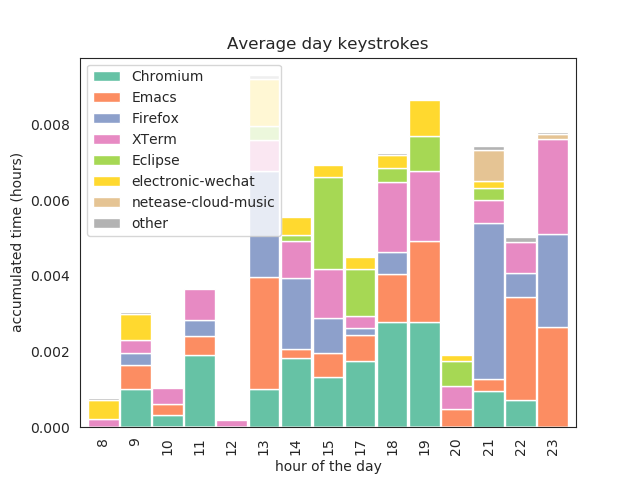 Average day keystrokes
Chromium
Emacs
Firefox
XTerm
Eclipse
electronic-wechat
netease-cloud-music
other
accumulated time (hours)
0.008
0.006
0.004
0.002
0.000
8 9 10 11 12 13 14 15 17 18 19 20 21 22 23
hour of the day